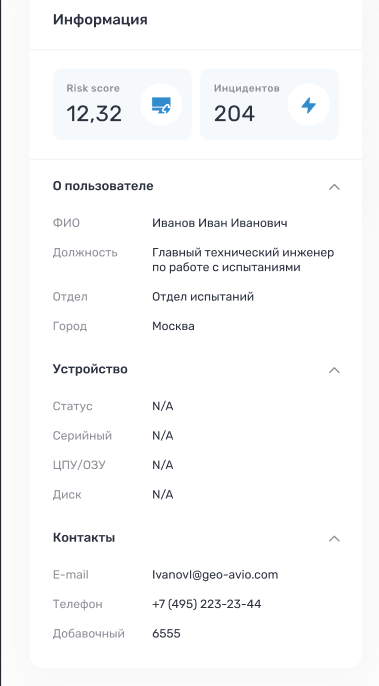 Информация
Risk score
12,32
Инцидентов
204
О пользователе
ФИО Иванов Иван Иванович
Должность Главный технический инженер
по работе с испытаниями
Отдел Отдел испытаний
Город Москва
Устройство
Статус N/A
Серийный N/A
ЦПУ/ОЗУ N/A
Диск N/A
Контакты
E-mail IvanovI@geo-avio.com
Телефон +7 (495) 223-23-44
Добавочный 6555